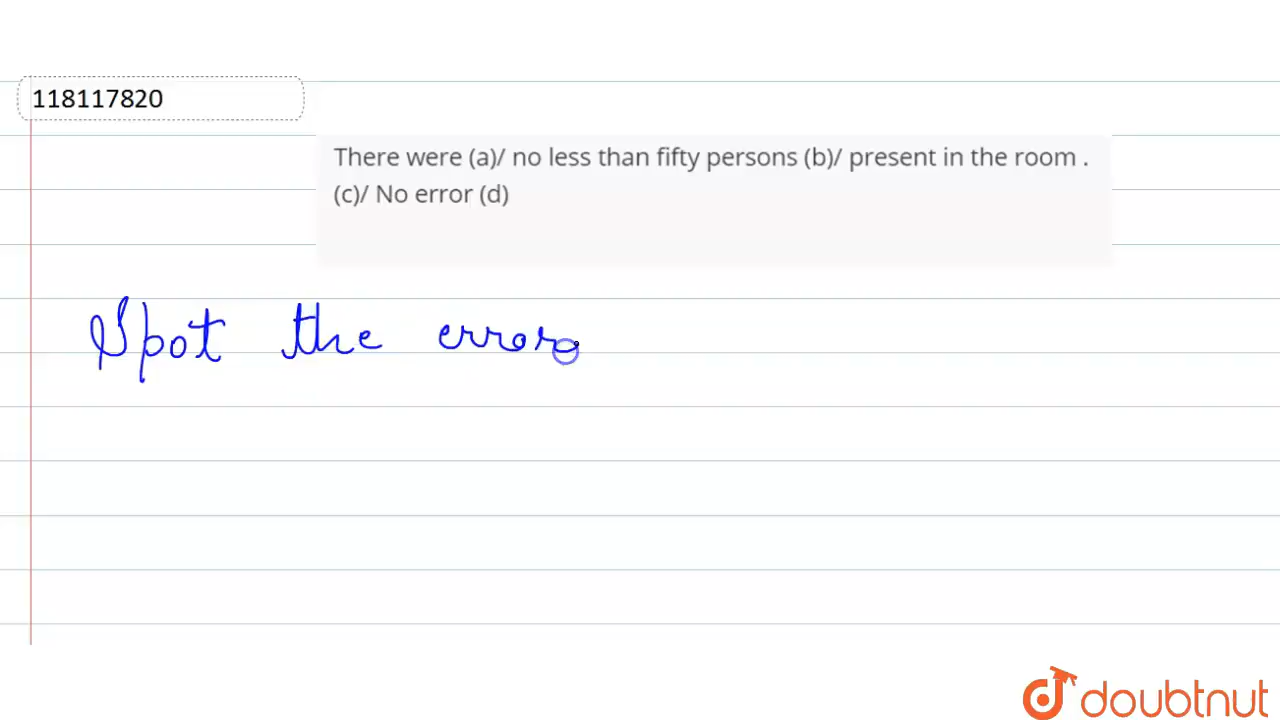 118117820
There were (a)/ no less than fifty persons (b)/ present in the room .
(c)/ No error (d)
Spot the error
doubtnut